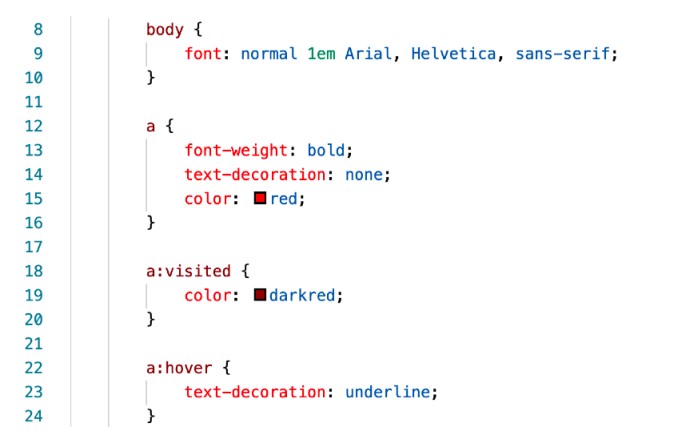 8 body {
9 font: normal 1em Arial, Helvetica, sans-serif;
10 }
11
12 a {
13 font-weight: bold;
14 text-decoration: none;
15 color: red;
16 }
17
18 a:visited {
19 color: darkred;
20 }
21
22 a:hover {
23 text-decoration: underline;
24 }